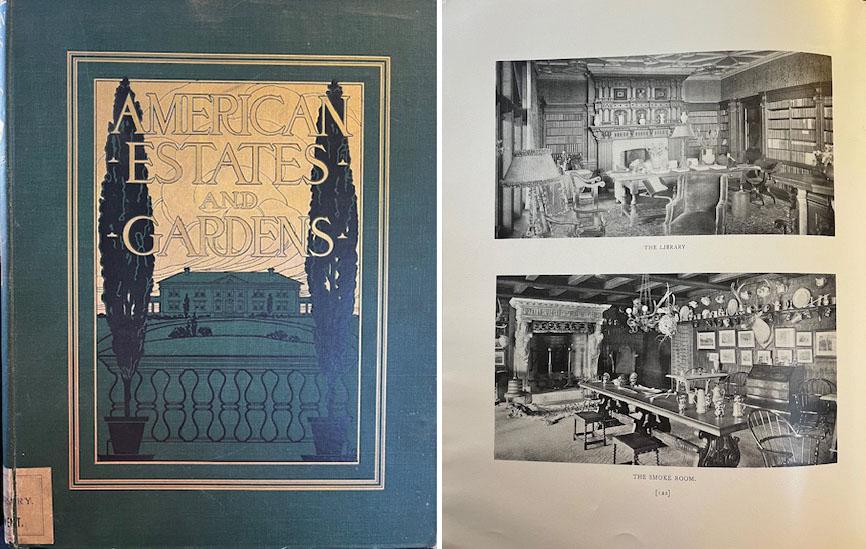 AMERICAN
·ESTATES·
AND
·GARDENS·
THE LIBRARY
THE SMOKE ROOM.